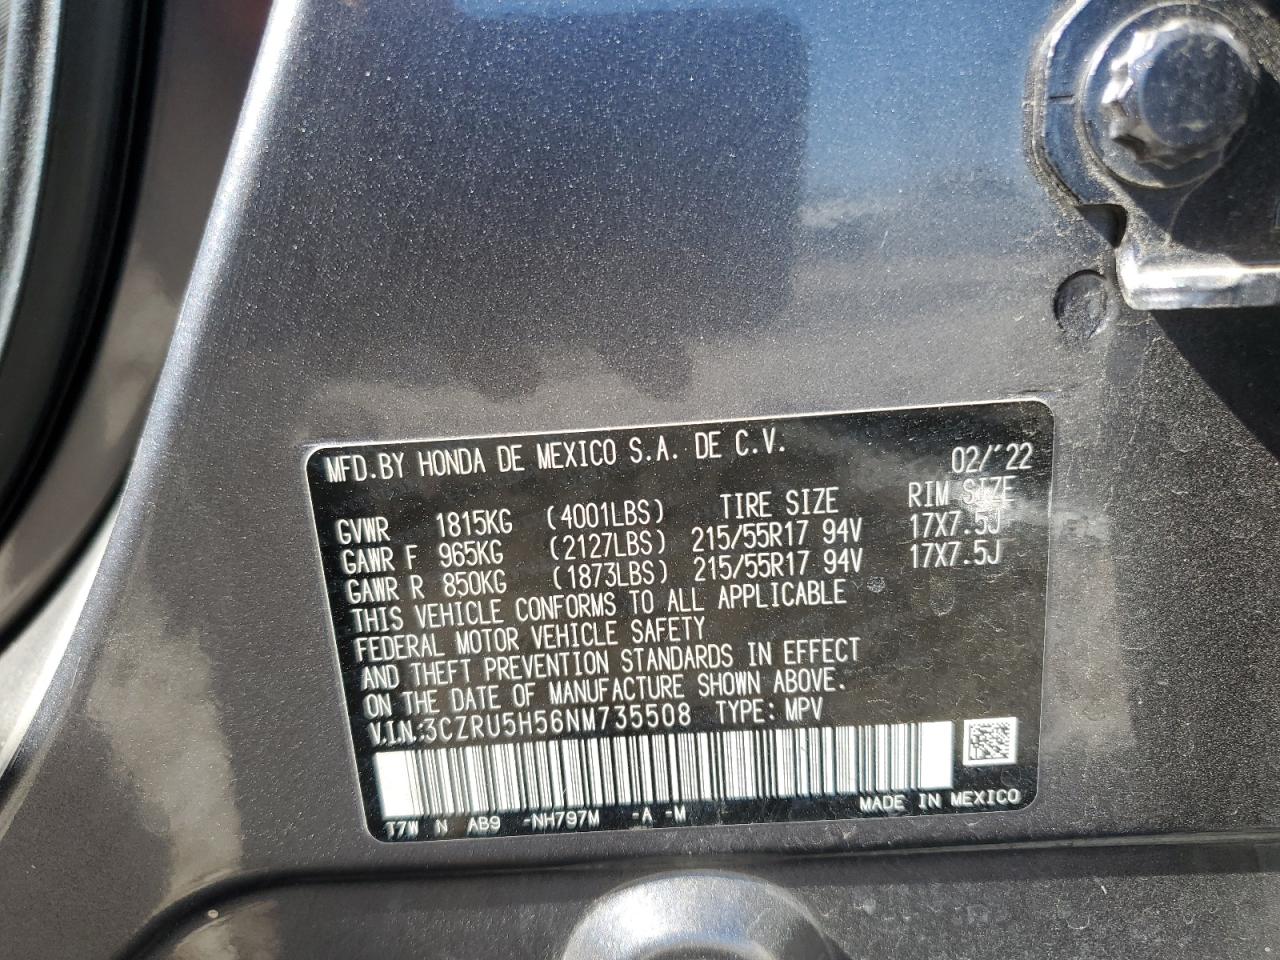 MFD.BY HONDA DE MEXICO S.A. DE C.V. 02/'22
TIRE SIZE RIM SIZE
GVWR 1815KG (4001LBS)
GAWR F 965KG (2127LBS) 215/55R17 94V 17X7.5J
GAWR R 850KG (1873LBS) 215/55R17 94V 17X7.5J
THIS VEHICLE CONFORMS TO ALL APPLICABLE
FEDERAL MOTOR VEHICLE SAFETY
AND THEFT PREVENTION STANDARDS IN EFFECT
ON THE DATE OF MANUFACTURE SHOWN ABOVE.
V.I.N.:3CZRU5H56NM735508 TYPE: MPV
MADE IN MEXICO
T7W N AB9 -NH797M -A -M